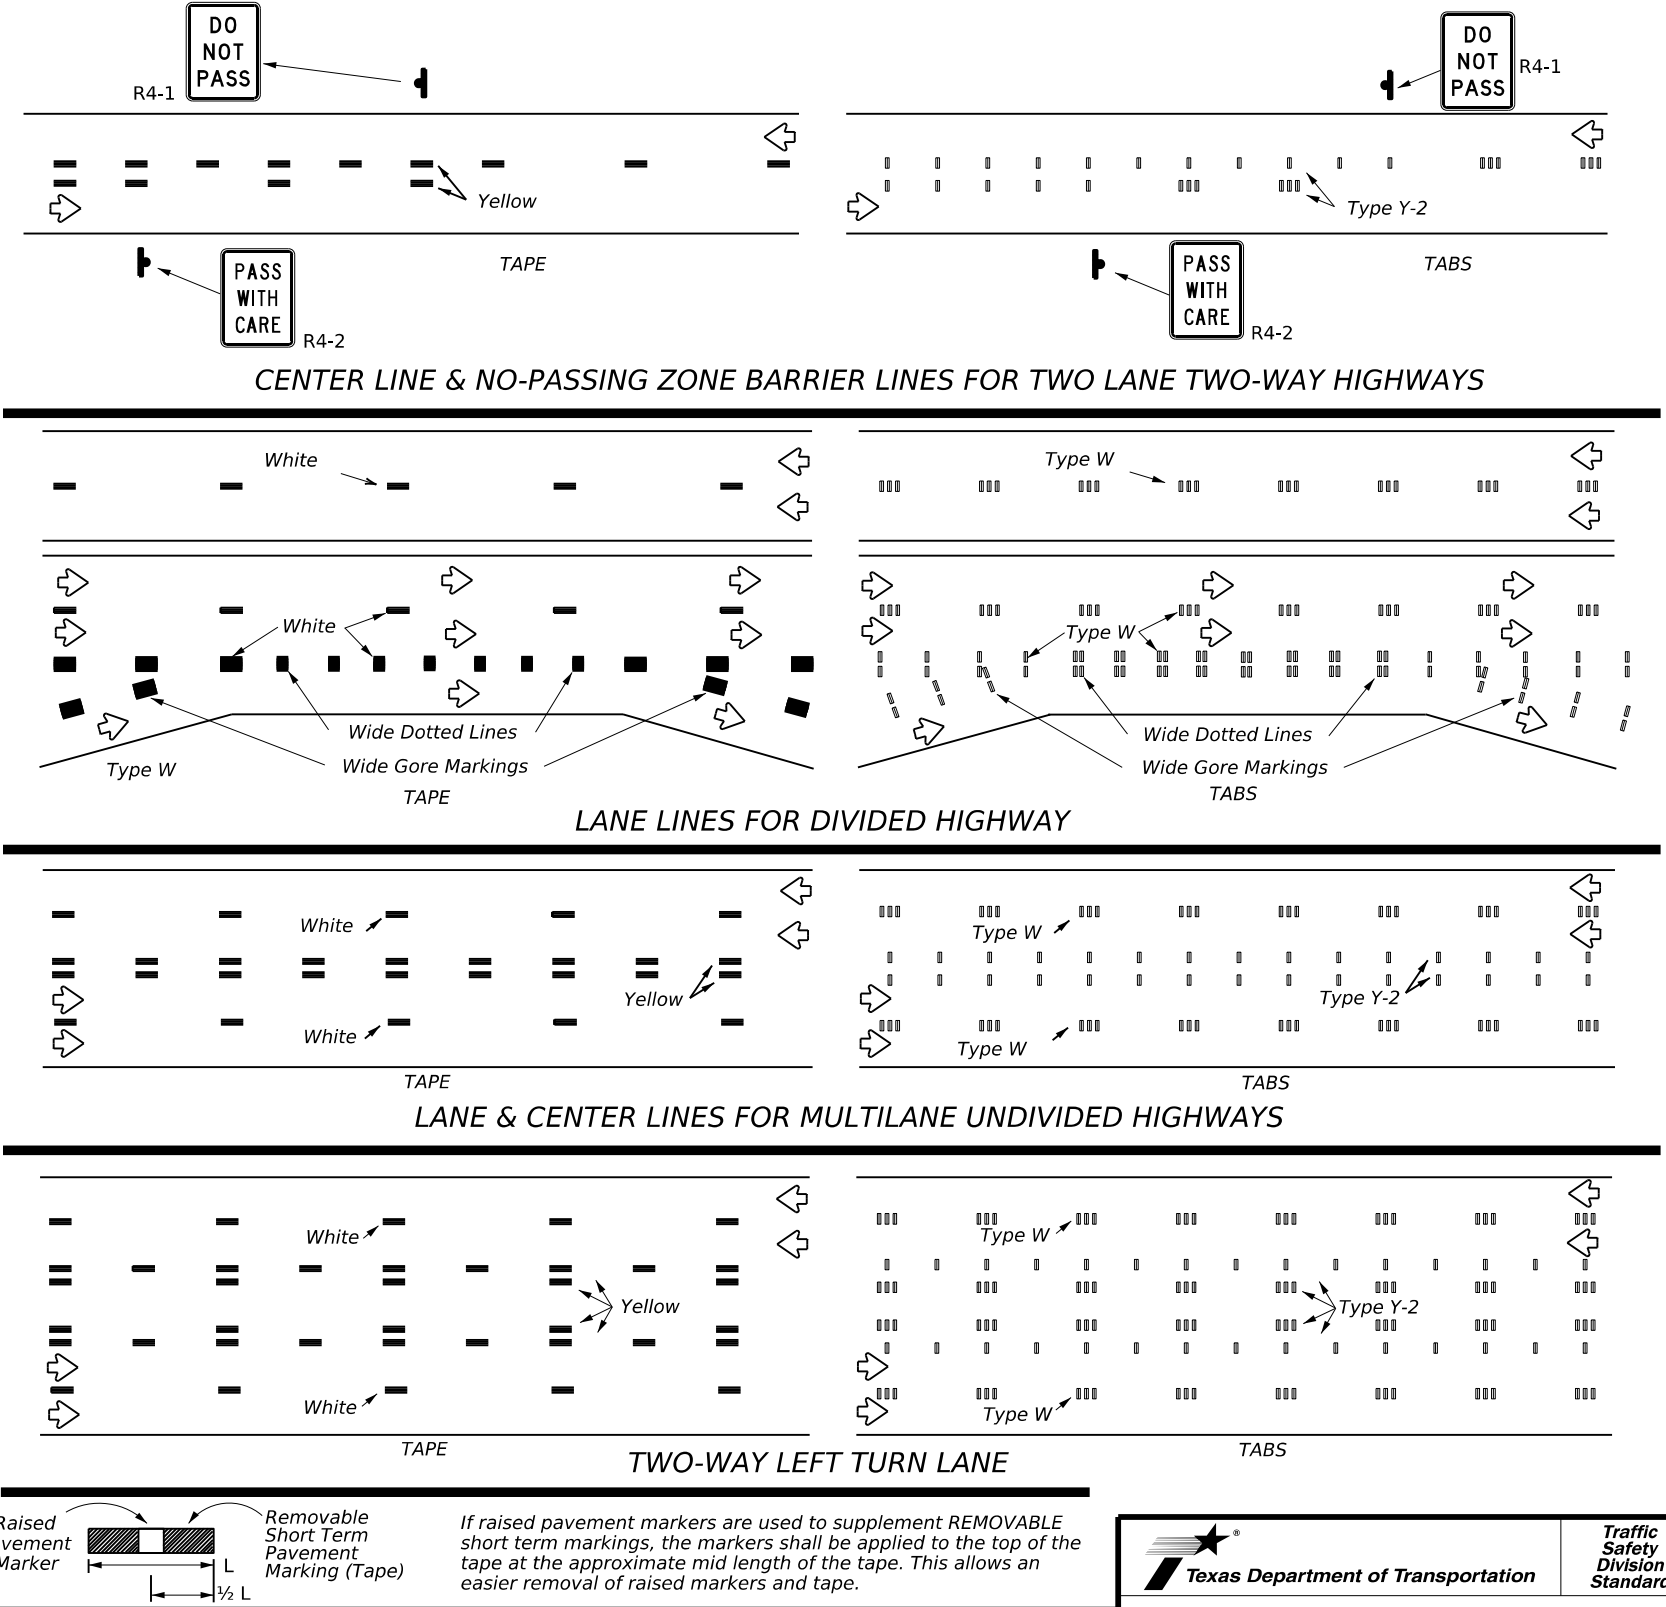 DO
NOT
PASS
R4-1
DO
NOT
PASS
R4-1
Yellow
Type Y-2
PASS
WITH
CARE
R4-2
TAPE
PASS
WITH
CARE
R4-2
TABS
CENTER LINE & NO-PASSING ZONE BARRIER LINES FOR TWO LANE TWO-WAY HIGHWAYS
White
Type W
White
Type W
Wide Dotted Lines
Wide Gore Markings
Type W
TAPE
Wide Dotted Lines
Wide Gore Markings
TABS
LANE LINES FOR DIVIDED HIGHWAY
White
Type W
Yellow
Type Y-2
White
Type W
TAPE
TABS
LANE & CENTER LINES FOR MULTILANE UNDIVIDED HIGHWAYS
White
Type W
Yellow
Type Y-2
White
Type W
TAPE
TABS
TWO-WAY LEFT TURN LANE
Raised
avement
Marker
L
½ L
Removable
Short Term
Pavement
Marking (Tape)
If raised pavement markers are used to supplement REMOVABLE
short term markings, the markers shall be applied to the top of the
tape at the approximate mid length of the tape. This allows an
easier removal of raised markers and tape.
®
Texas Department of Transportation
Traffic
Safety
Division
Standard